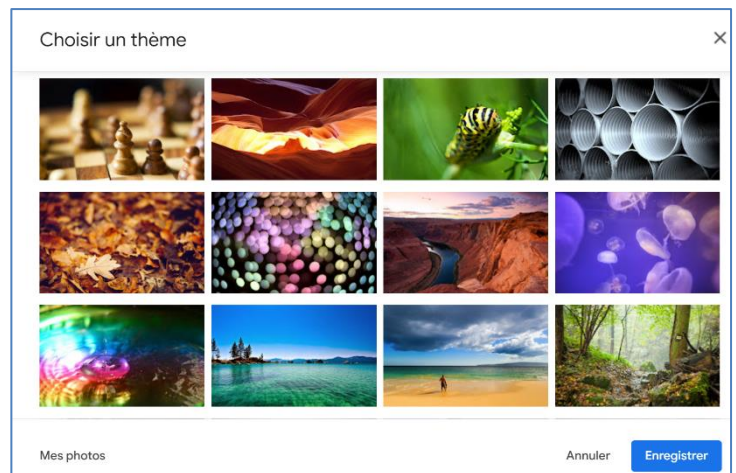 Choisir un thème
Mes photos
Annuler
Enregistrer